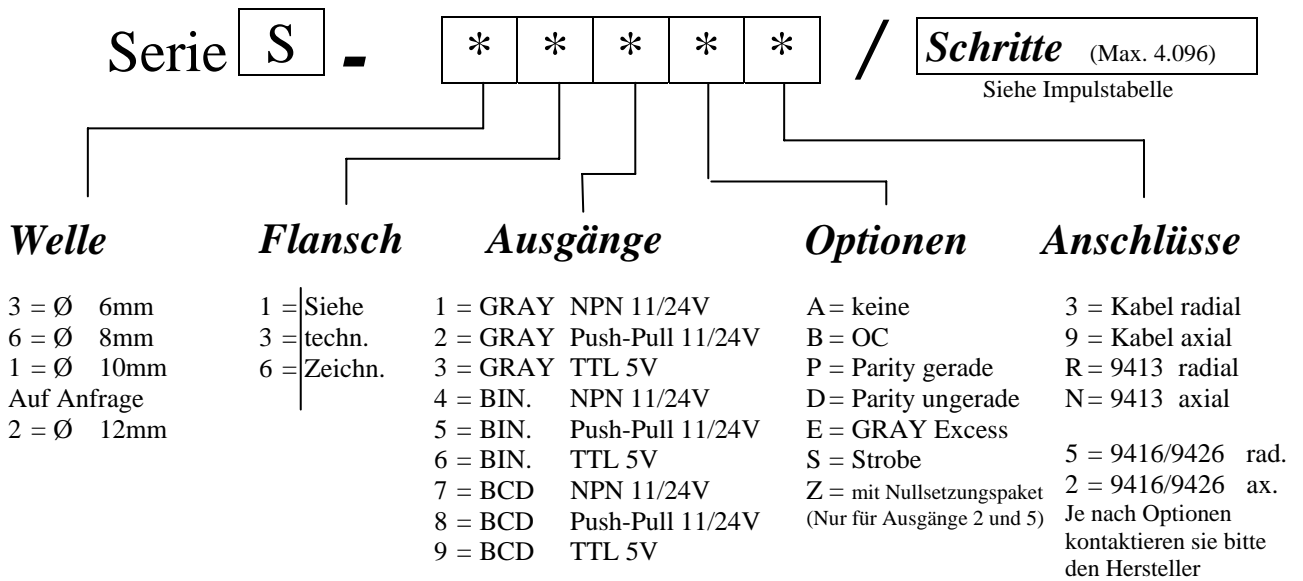 Serie S - * * * * * / Schritte (Max. 4.096)
Siehe Impulstabelle
Welle
3 = Ø 6mm
6 = Ø 8mm
1 = Ø 10mm
Auf Anfrage
2 = Ø 12mm
Flansch
1 = Siehe
3 = techn.
6 = Zeichn.
Ausgänge
1 = GRAY NPN 11/24V
2 = GRAY Push-Pull 11/24V
3 = GRAY TTL 5V
4 = BIN. NPN 11/24V
5 = BIN. Push-Pull 11/24V
6 = BIN. TTL 5V
7 = BCD NPN 11/24V
8 = BCD Push-Pull 11/24V
9 = BCD TTL 5V
Optionen
A = keine
B = OC
P = Parity gerade
D = Parity ungerade
E = GRAY Excess
S = Strobe
Z = mit Nullsetzungspaket
(Nur für Ausgänge 2 und 5)
Anschlüsse
3 = Kabel radial
9 = Kabel axial
R = 9413 radial
N = 9413 axial
5 = 9416/9426 rad.
2 = 9416/9426 ax.
Je nach Optionen
kontaktieren sie bitte
den Hersteller